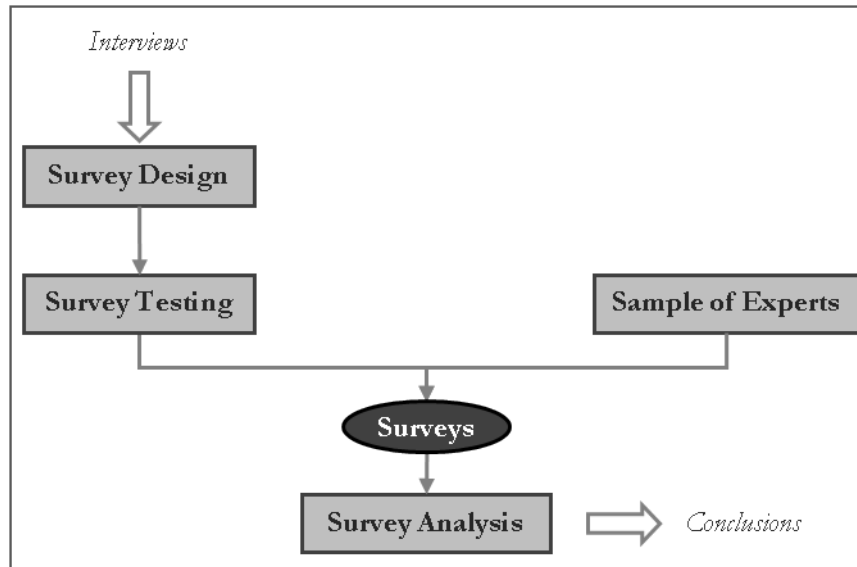 Interviews
Survey Design
Survey Testing
Sample of Experts
Surveys
Survey Analysis
Conclusions